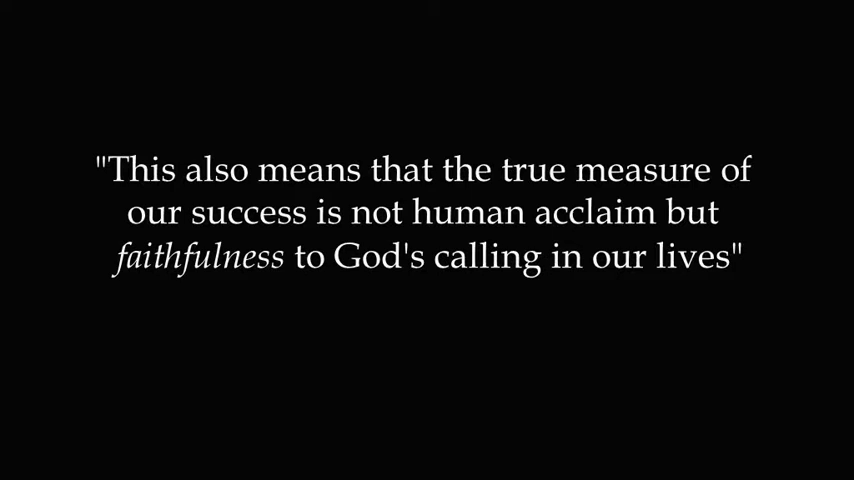 "This also means that the true measure of
our success is not human acclaim but
faithfulness to God's calling in our lives"